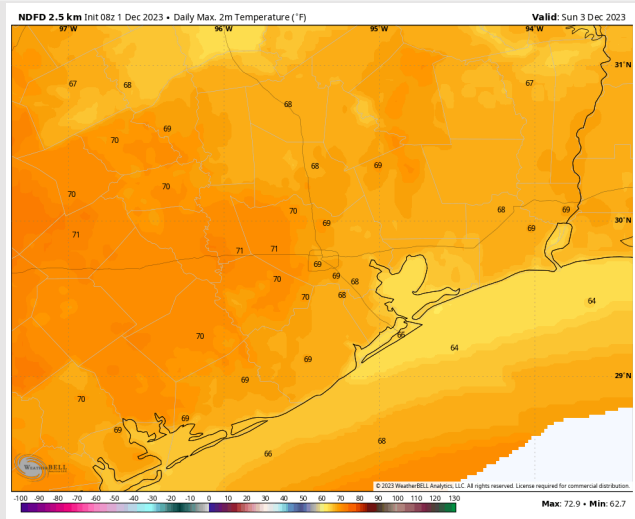 NDFD 2.5 km Init 08z 1 Dec 2023 • Daily Max. 2m Temperature (°F)
Valid: Sun 3 Dec 2023
97°W 96°W 95°W 94°W
31°N
67 68 67
68
69
70
68 69
70 70
70 68 69
69 69
71 30°N
71 71
69
70 69 68
70 68
64
70 66
64
69
29°N
69
70
69
69
66 68
WeatherBELL
© 2023 WeatherBELL Analytics, LLC. All rights reserved. License required for commercial distribution.
-100 -90 -80 -70 -60 -50 -40 -30 -20 -10 0 10 20 30 40 50 60 70 80 90 100 110 120 130
Max: 72.9 • Min: 62.7